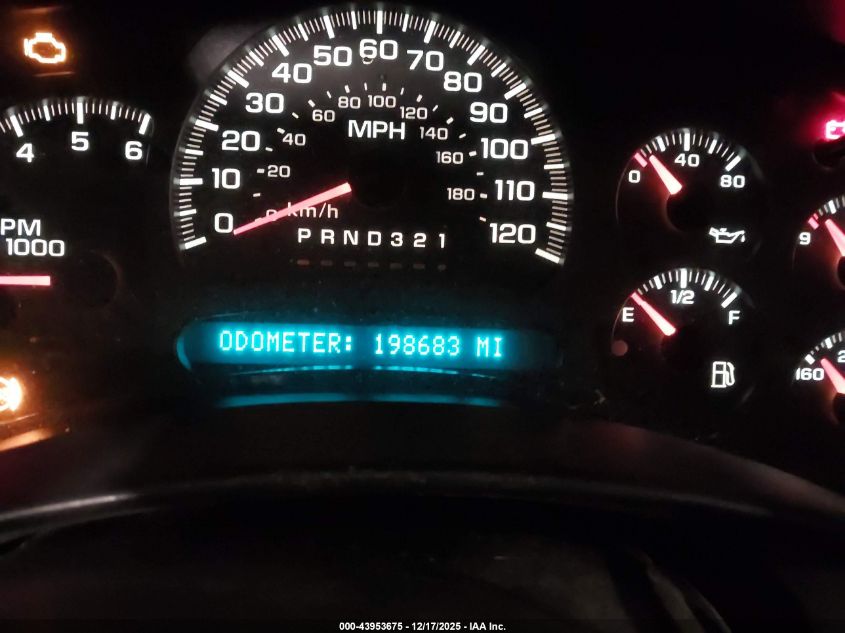 4 5 6
PM
1000
0 10 20 30 40 50 60 70 80 90 100 110 120
0 20 40 60 80 100 120 140 160 180
MPH
km/h
PRND321
ODOMETER: 198683 MI
0 40 80
E 1/2 F
9
160 2
000-43953675 - 12/17/2025 - IAA Inc.